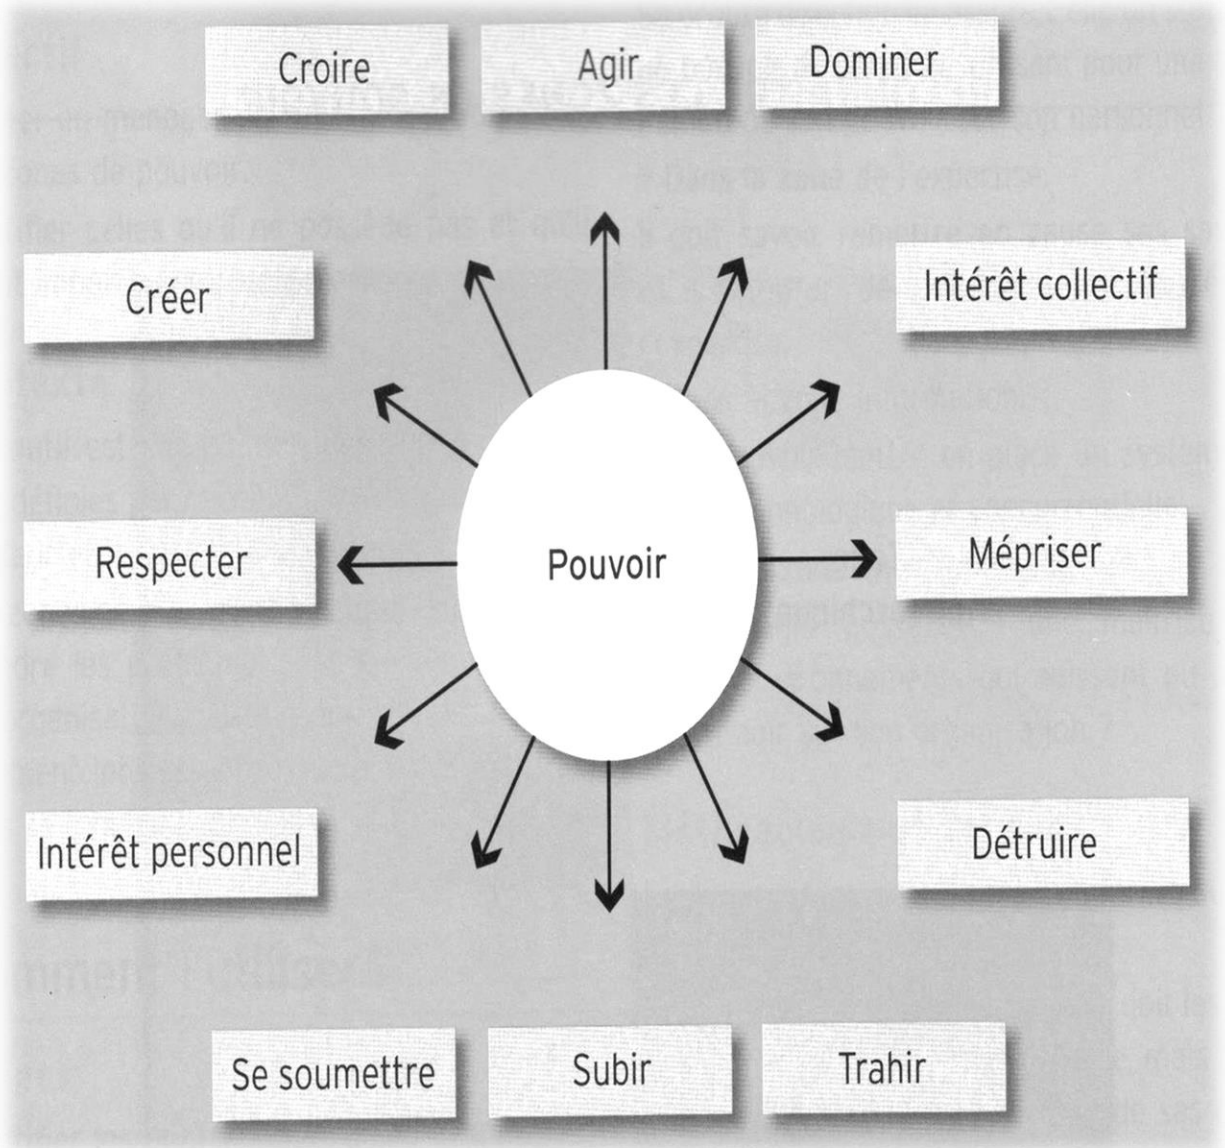 Croire
Agir
Dominer
Créer
Intérêt collectif
Respecter
Pouvoir
Mépriser
Intérêt personnel
Détruire
Se soumettre
Subir
Trahir